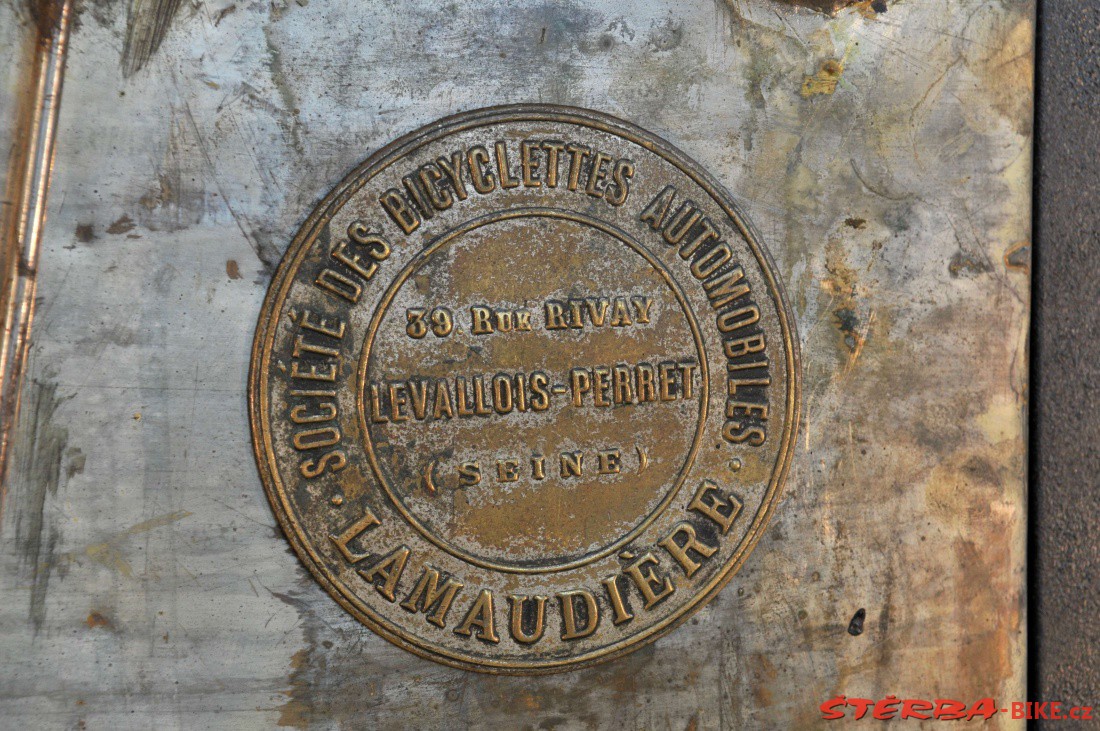 · SOCIÉTÉ DES BICYCLETTES AUTOMOBILES ·
39. RUE RIVAY
LEVALLOIS-PERRET
(SEINE)
LAMAUDIÈRE
ŠTĚRBA-BIKE.cz